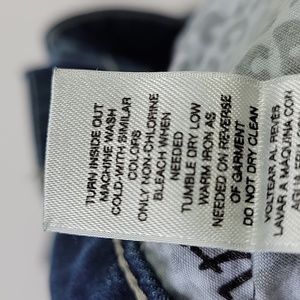 TURN INSIDE OUT
MACHINE WASH
COLD-WITH SIMILAR
COLORS
ONLY NON-CHLORINE
BLEACH WHEN
NEEDED
TUMBLE DRY LOW
WARM IRON AS
NEEDED ON REVERSE
OF GARMENT
DO NOT DRY CLEAN
VOLTEAR AL REVES
LAVAR A MAQUINA CON